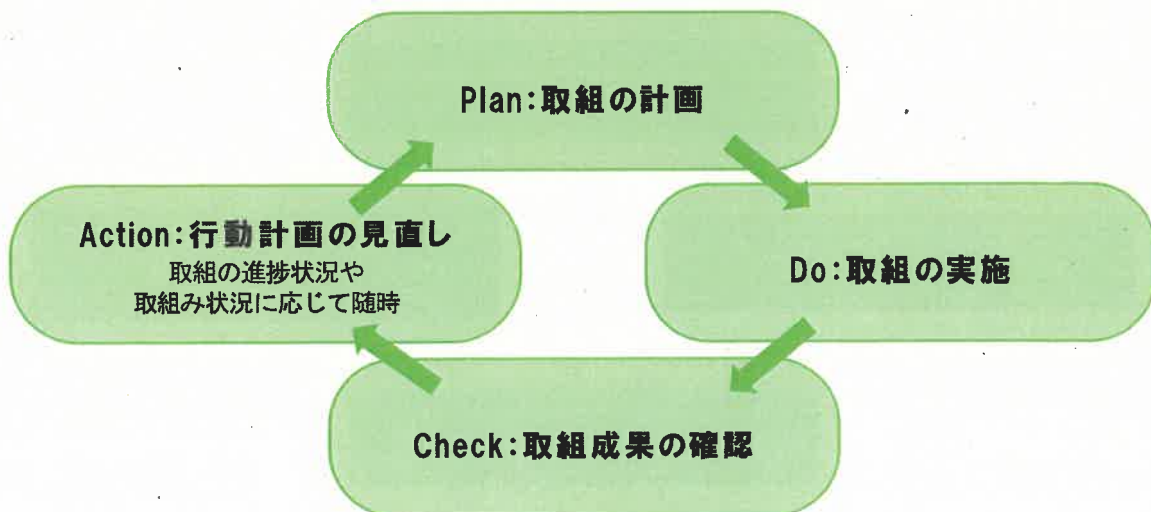 Plan:取組の計画
Action:行動計画の見直し
取組の進捗状況や
取組み状況に応じて随時
Do:取組の実施
Check:取組成果の確認